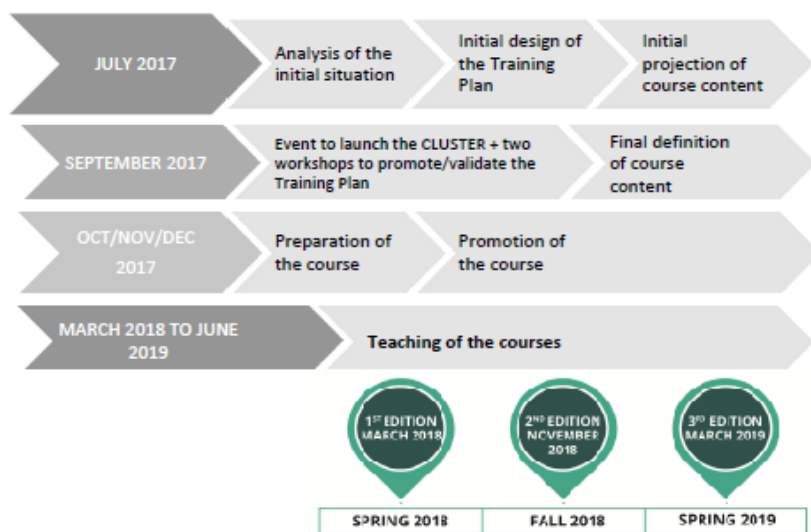 JULY 2017
Analysis of the
initial situation
Initial design of
the Training
Plan
Initial
projection of
course content
SEPTEMBER 2017
Event to launch the CLUSTER + two
workshops to promote/validate the
Training Plan
Final definition
of course
content
OCT/NOV/DEC
2017
Preparation of
the course
Promotion of
the course
MARCH 2018 TO JUNE
2019
Teaching of the courses
1ST EDITION
MARCH 2018
2ND EDITION
NOVEMBER
2018
3RD EDITION
MARCH 2019
SPRING 2018
FALL 2018
SPRING 2019